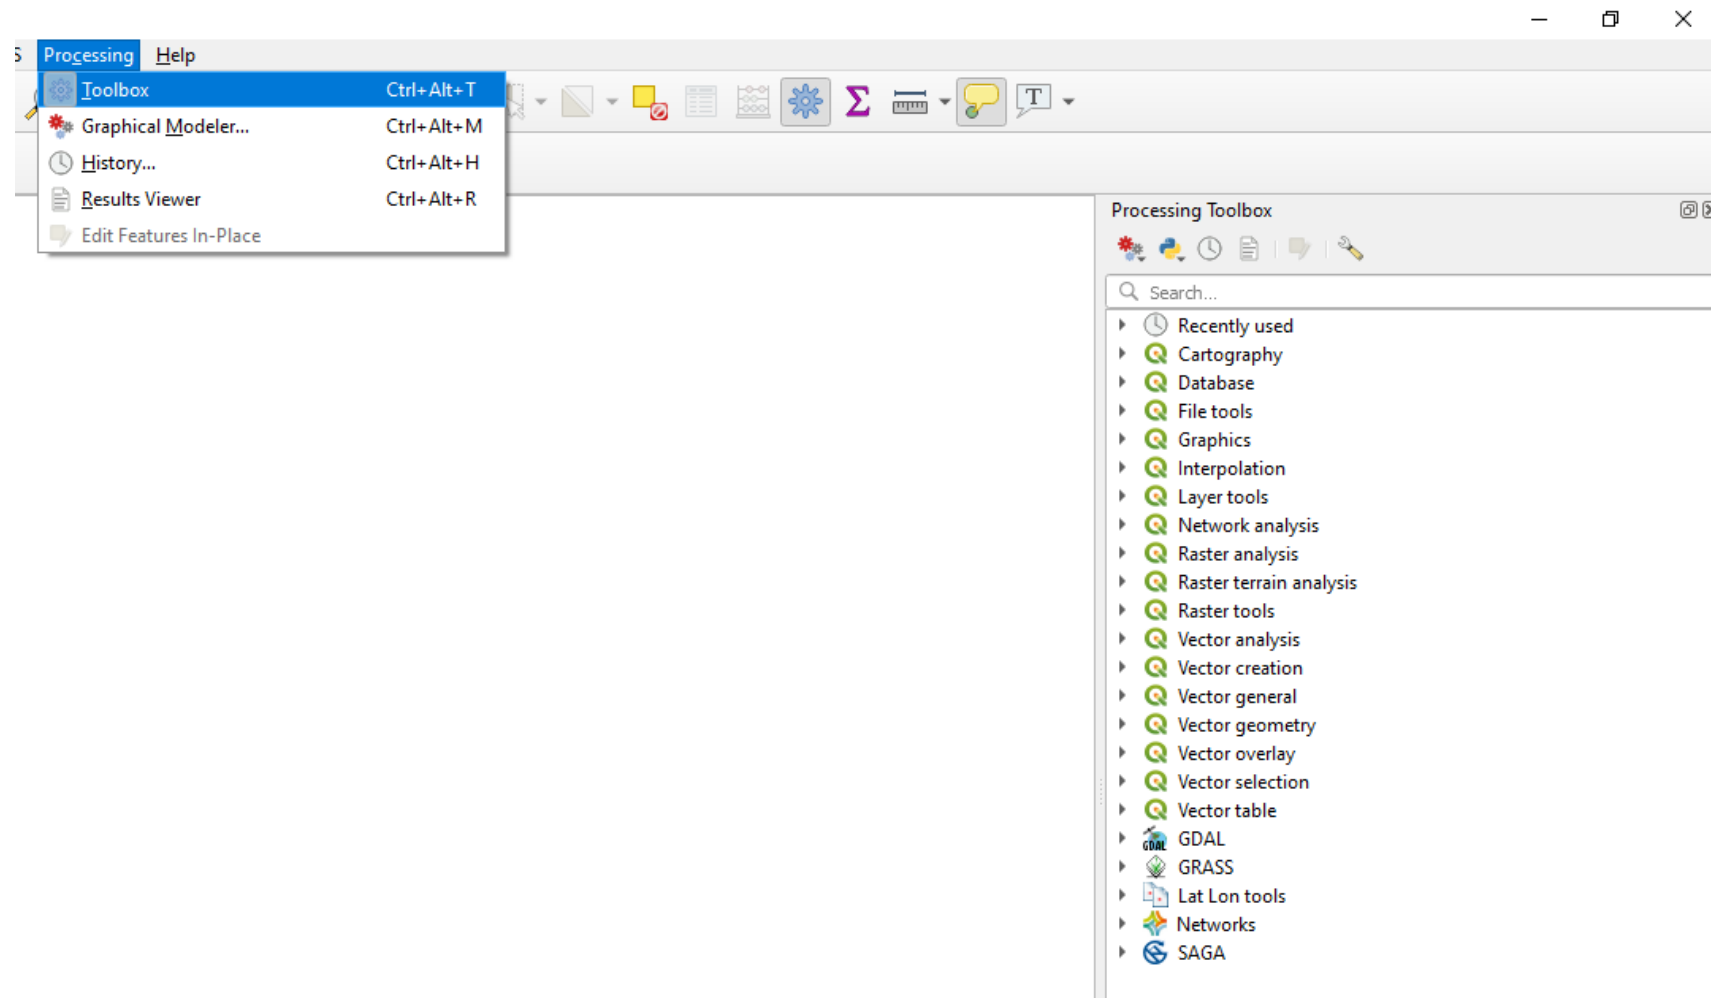 S Processing Help
Toolbox Ctrl+Alt+T
Graphical Modeler... Ctrl+Alt+M
History... Ctrl+Alt+H
Results Viewer Ctrl+Alt+R
Edit Features In-Place
T
Processing Toolbox
Search...
Recently used
Cartography
Database
File tools
Graphics
Interpolation
Layer tools
Network analysis
Raster analysis
Raster terrain analysis
Raster tools
Vector analysis
Vector creation
Vector general
Vector geometry
Vector overlay
Vector selection
Vector table
GDAL GDAL
GRASS
Lat Lon tools
Networks
SAGA